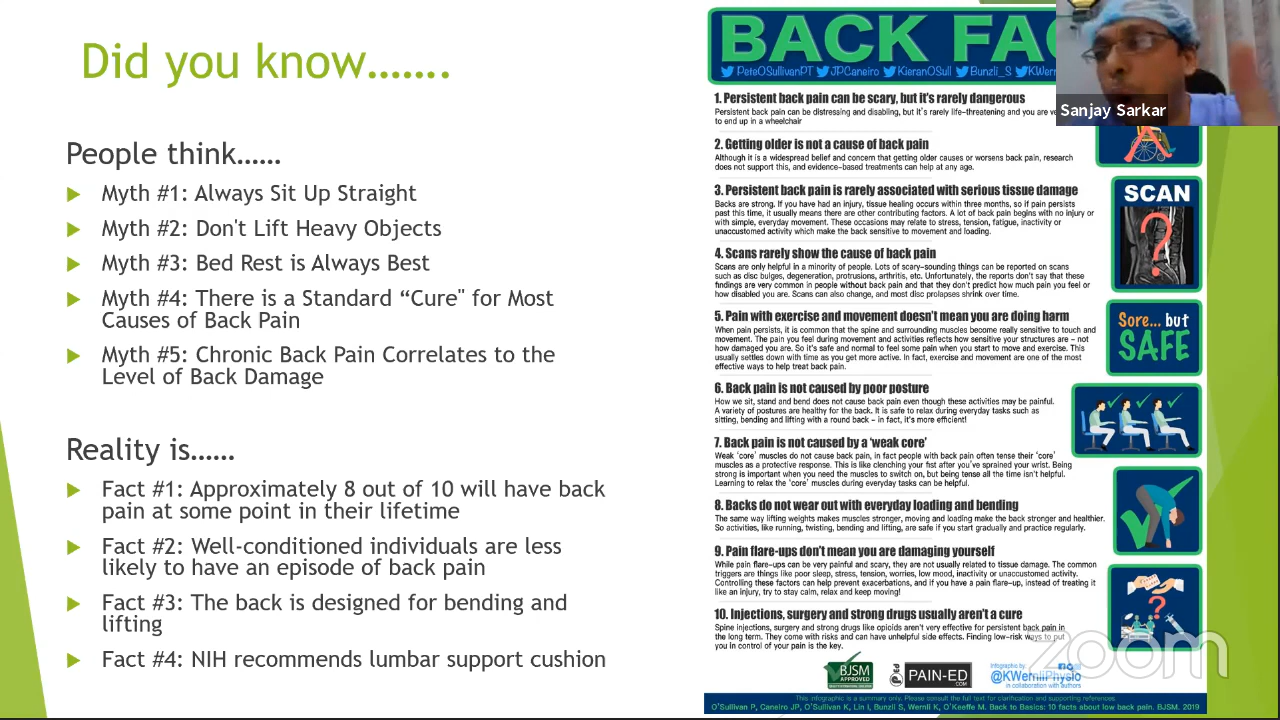 Did you know.......
People think......
Myth #1: Always Sit Up Straight
Myth #2: Don't Lift Heavy Objects
Myth #3: Bed Rest is Always Best
Myth #4: There is a Standard “Cure" for Most
Causes of Back Pain
Myth #5: Chronic Back Pain Correlates to the
Level of Back Damage
Reality is......
Fact #1: Approximately 8 out of 10 will have back
pain at some point in their lifetime
Fact #2: Well-conditioned individuals are less
likely to have an episode of back pain
Fact #3: The back is designed for bending and
lifting
Fact #4: NIH recommends lumbar support cushion
BACK FAC
PeteOSullivanPT JPCaneiro KieranOSull Bunzli_S KWern
Sanjay Sarkar
1. Persistent back pain can be scary, but it's rarely dangerous
Persistent back pain can be distressing and disabling, but it's rarely life-threatening and you are ve
to end up in a wheelchair
2. Getting older is not a cause of back pain
Although it is a widespread belief and concern that getting older causes or worsens back pain, research
does not support this, and evidence-based treatments can help at any age.
3. Persistent back pain is rarely associated with serious tissue damage
Backs are strong. If you have had an injury, tissue healing occurs within three months, so if pain persists
past this time, it usually means there are other contributing factors. A lot of back pain begins with no injury or
with simple, everyday movement. These occasions may relate to stress, tension, fatigue, inactivity or
unaccustomed activity which make the back sensitive to movement and loading.
SCAN
?
4. Scans rarely show the cause of back pain
Scans are only helpful in a minority of people. Lots of scary-sounding things can be reported on scans
such as disc bulges, degeneration, protrusions, arthritis, etc. Unfortunately, the reports don't say that these
findings are very common in people without back pain and that they don't predict how much pain you feel or
how disabled you are. Scans can also change, and most disc prolapses shrink over time.
5. Pain with exercise and movement doesn't mean you are doing harm
When pain persists, it is common that the spine and surrounding muscles become really sensitive to touch and
movement. The pain you feel during movement and activities reflects how sensitive your structures are - not
how damaged you are. So it's safe and normal to feel some pain when you start to move and exercise. This
usually settles down with time as you get more active. In fact, exercise and movement are one of the most
effective ways to help treat back pain.
Sore... but
SAFE
6. Back pain is not caused by poor posture
How we sit, stand and bend does not cause back pain even though these activities may be painful.
A variety of postures are healthy for the back. It is safe to relax during everyday tasks such as
sitting, bending and lifting with a round back - in fact, it's more efficient!
7. Back pain is not caused by a 'weak core'
Weak 'core' muscles do not cause back pain, in fact people with back pain often tense their 'core'
muscles as a protective response. This is like clenching your fist after you've sprained your wrist. Being
strong is important when you need the muscles to switch on, but being tense all the time isn't helpful.
Learning to relax the 'core' muscles during everyday tasks can be helpful.
8. Backs do not wear out with everyday loading and bending
The same way lifting weights makes muscles stronger, moving and loading make the back stronger and healthier.
So activities, like running, twisting, bending and lifting, are safe if you start gradually and practice regularly.
9. Pain flare-ups don't mean you are damaging yourself
While pain flare-ups can be very painful and scary, they are not usually related to tissue damage. The common
triggers are things like poor sleep, stress, tension, worries, low mood, inactivity or unaccustomed activity.
Controlling these factors can help prevent exacerbations, and if you have a pain flare-up, instead of treating it
like an injury, try to stay calm, relax and keep moving!
?
10. Injections, surgery and strong drugs usually aren't a cure
Spine injections, surgery and strong drugs like opioids aren't very effective for persistent back pain in
the long term. They come with risks and can have unhelpful side effects. Finding low-risk ways to put
you in control of your pain is the key.
zoom
BJSM
APPROVED
PAIN-ED
.COM
Infographic by
@KWernliPhysio
in collaboration with authors
This infographic is a summary only. Please consult the full text for clarification and supporting references.
O'Sullivan P, Caneiro JP, O'Sullivan K, Lin I, Bunzli S, Wernli K, O'Keeffe M. Back to Basics: 10 facts about low back pain. BJSM. 2019